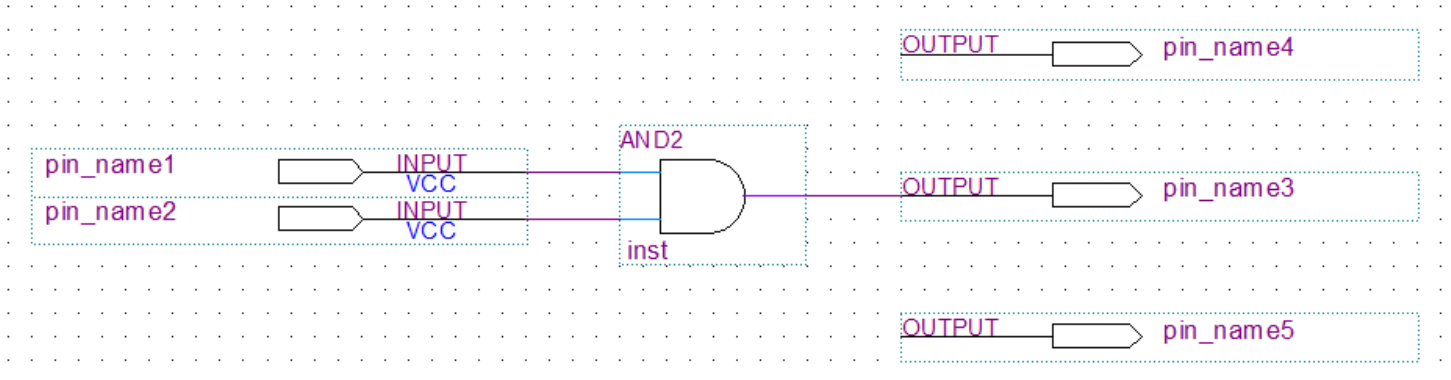 OUTPUT pin_name4
AND2
pin_name1 INPUT
VCC
pin_name2 INPUT
VCC
OUTPUT pin_name3
inst
OUTPUT pin_name5